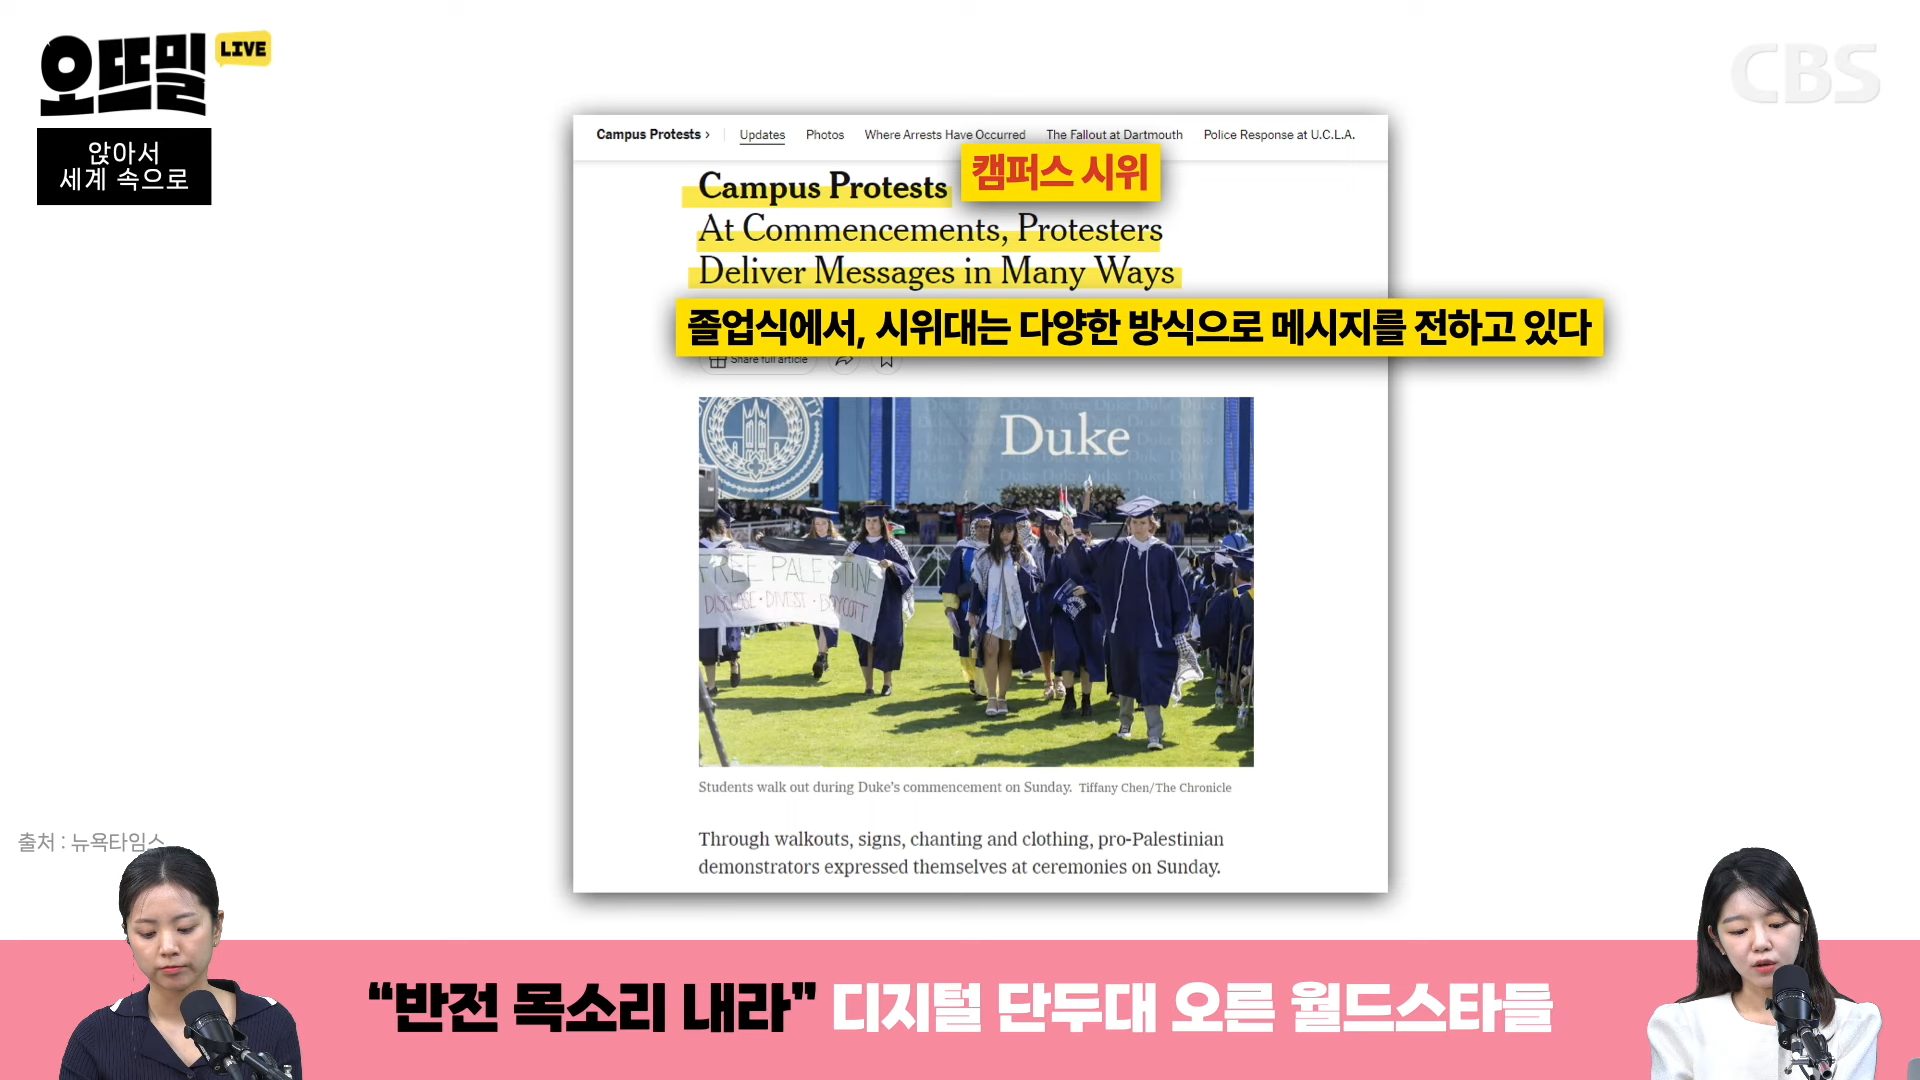 오뜨밀
LIVE
앉아서
세계 속으로
CBS
Campus Protests ›
Updates
Photos
Where Arrests Have Occurred
The Fallout at Dartmouth
Police Response at U.C.L.A.
Campus Protests
캠퍼스 시위
At Commencements, Protesters
Deliver Messages in Many Ways
졸업식에서, 시위대는 다양한 방식으로 메시지를 전하고 있다
Share full article
Duke
FREE PALESTINE
DISCLOSE • DIVEST • BOYCOTT
Students walk out during Duke's commencement on Sunday. Tiffany Chen/The Chronicle
Through walkouts, signs, chanting and clothing, pro-Palestinian
demonstrators expressed themselves at ceremonies on Sunday.
출처 : 뉴욕타임스
“반전 목소리 내라” 디지털 단두대 오른 월드스타들